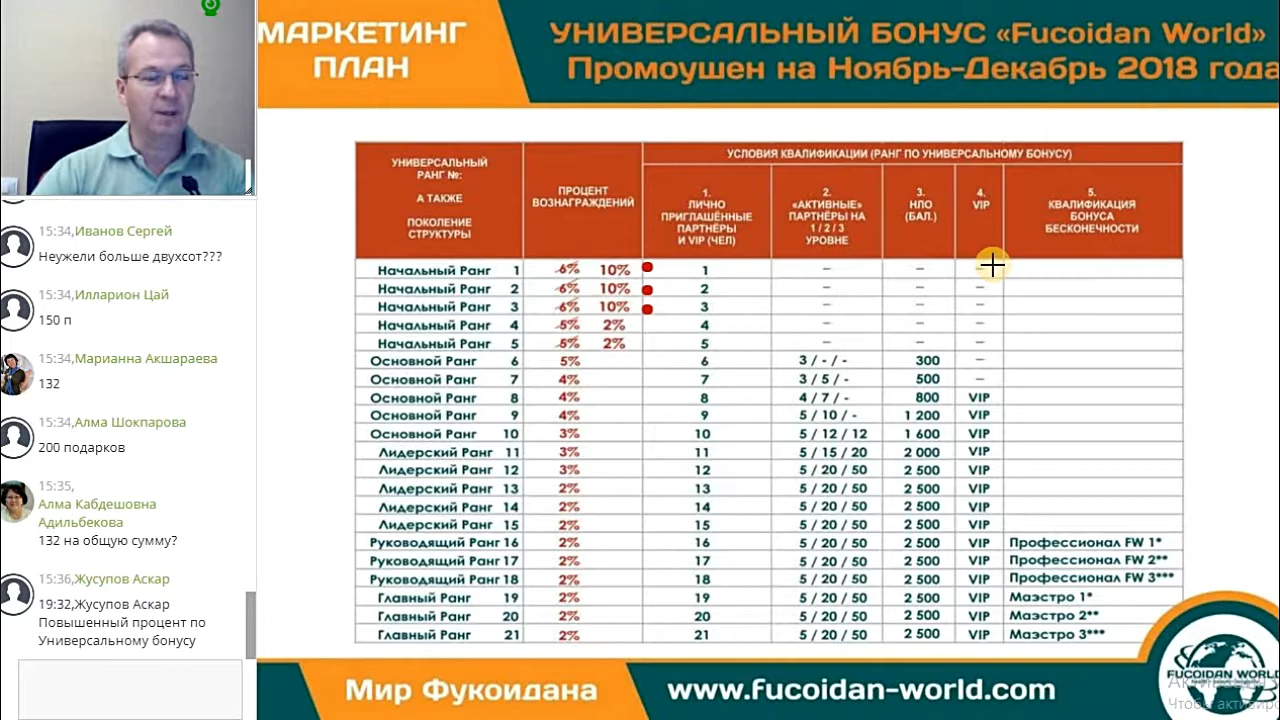 МАРКЕТИНГ
ПЛАН
УНИВЕРСАЛЬНЫЙ БОНУС «Fucoidan World»
Промоушен на Ноябрь-Декабрь 2018 года
15:34,Иванов Сергей
Неужели больше двухсот???
15:34,Илларион Цай
150 п
15:34,Марианна Акшараева
132
15:34,Алма Шокпарова
200 подарков
15:35,
Алма Кабдешовна
Адильбекова
132 на общую сумму?
15:36,Жусупов Аскар
19:32,Жусупов Аскар
Повышенный процент по
Универсальному бонусу
УНИВЕРСАЛЬНЫЙ
РАНГ №:
А ТАКЖЕ
ПОКОЛЕНИЕ
СТРУКТУРЫ
ПРОЦЕНТ
ВОЗНАГРАЖДЕНИЙ
УСЛОВИЯ КВАЛИФИКАЦИИ (РАНГ ПО УНИВЕРСАЛЬНОМУ БОНУСУ)
1.
ЛИЧНО
ПРИГЛАШЁННЫЕ
ПАРТНЁРЫ
И VIP (ЧЕЛ)
2.
«АКТИВНЫЕ»
ПАРТНЁРЫ НА
1 / 2 / 3
УРОВНЕ
3.
НЛО
(БАЛ.)
4.
VIP
5.
КВАЛИФИКАЦИЯ
БОНУСА
БЕСКОНЕЧНОСТИ
Начальный Ранг 1 6% 10% 1 – – –
Начальный Ранг 2 6% 10% 2 – – –
Начальный Ранг 3 6% 10% 3 – – –
Начальный Ранг 4 5% 2% 4 – – –
Начальный Ранг 5 5% 2% 5 – – –
Основной Ранг 6 5% 6 3 / - / - 300 –
Основной Ранг 7 4% 7 3 / 5 / - 500 –
Основной Ранг 8 4% 8 4 / 7 / - 800 VIP
Основной Ранг 9 4% 9 5 / 10 / - 1 200 VIP
Основной Ранг 10 3% 10 5 / 12 / 12 1 600 VIP
Лидерский Ранг 11 3% 11 5 / 15 / 20 2 000 VIP
Лидерский Ранг 12 3% 12 5 / 20 / 50 2 500 VIP
Лидерский Ранг 13 2% 13 5 / 20 / 50 2 500 VIP
Лидерский Ранг 14 2% 14 5 / 20 / 50 2 500 VIP
Лидерский Ранг 15 2% 15 5 / 20 / 50 2 500 VIP
Руководящий Ранг 16 2% 16 5 / 20 / 50 2 500 VIP Профессионал FW 1*
Руководящий Ранг 17 2% 17 5 / 20 / 50 2 500 VIP Профессионал FW 2**
Руководящий Ранг 18 2% 18 5 / 20 / 50 2 500 VIP Профессионал FW 3***
Главный Ранг 19 2% 19 5 / 20 / 50 2 500 VIP Маэстро 1*
Главный Ранг 20 2% 20 5 / 20 / 50 2 500 VIP Маэстро 2**
Главный Ранг 21 2% 21 5 / 20 / 50 2 500 VIP Маэстро 3***
Мир Фукоидана
www.fucoidan-world.com
FUCOIDAN WORLD